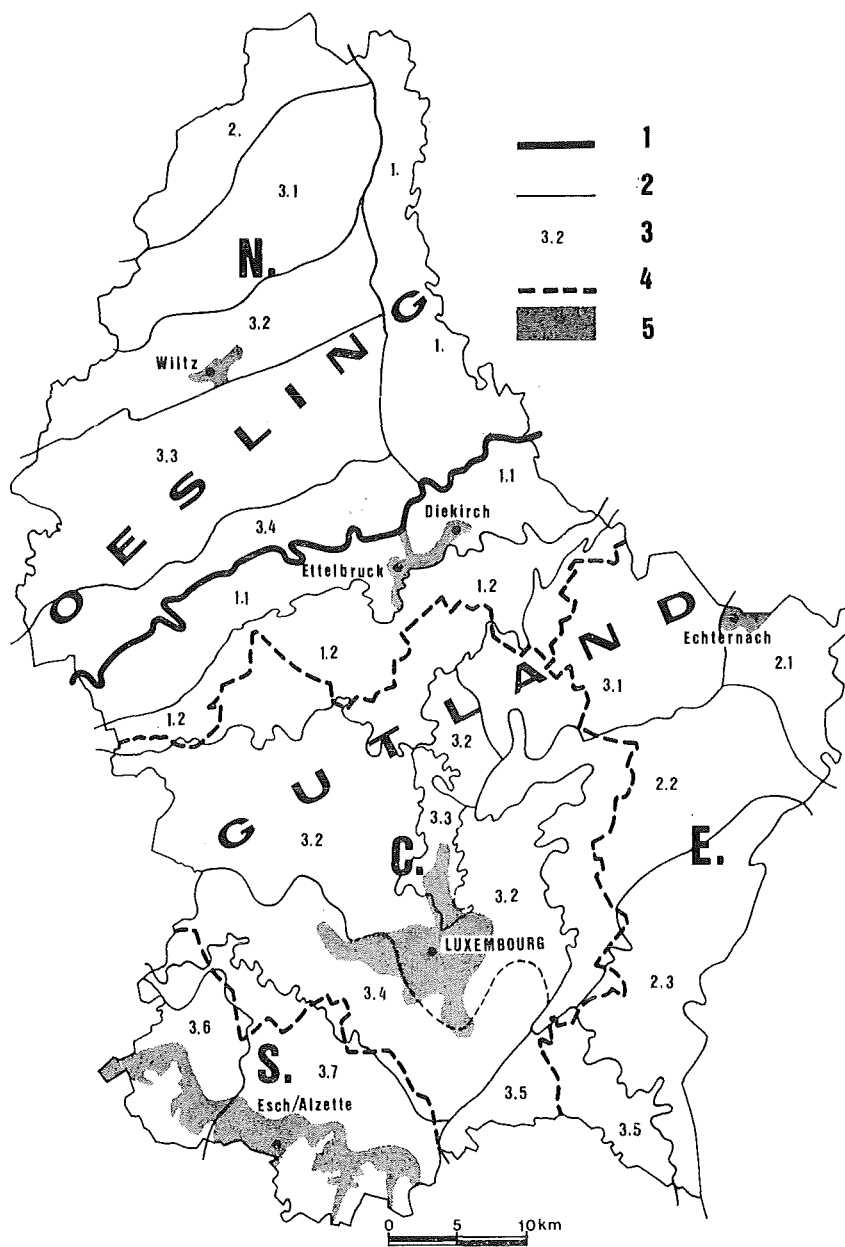 1
2
3.2 3
4
5
2.
1.
3.1
N.
3.2
1.
Wiltz
OESLING
3.3
1.1
Diekirch
3.4
Ettelbruck
1.1
1.2
1.2
1.2
Echternach
2.1
3.1
GUTLAND
3.2
2.2
3.3
3.2
C.
E.
3.2
LUXEMBOURG
3.4
2.3
3.6
S.
3.7
Esch/Alzette
3.5
3.5
0 5 10 km